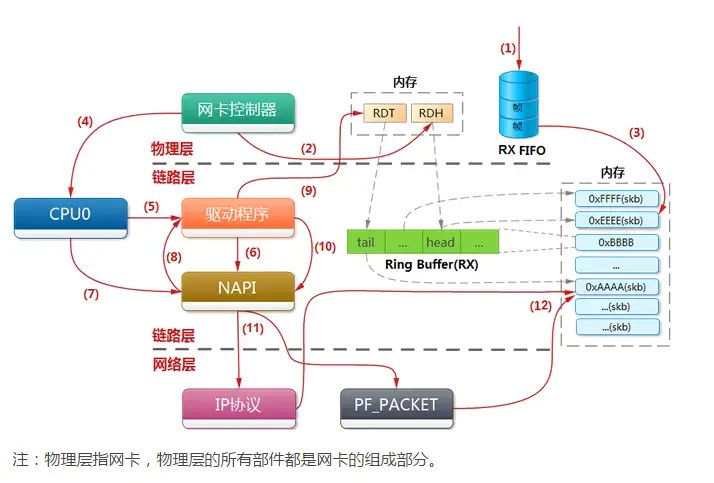 (1)
内存
(4)
网卡控制器
RDT
RDH
帧
帧
RX FIFO
(3)
(2)
物理层
链路层
内存
(9)
0xFFFF(skb)
CPU0
(5)
驱动程序
0xEEEE(skb)
tail
...
head
...
0xBBBB
(8)
(6)
(10)
Ring Buffer(RX)
...
(7)
NAPI
0xAAAA(skb)
(12)
...(skb)
(11)
...(skb)
链路层
网络层
IP协议
PF_PACKET
注：物理层指网卡，物理层的所有部件都是网卡的组成部分。